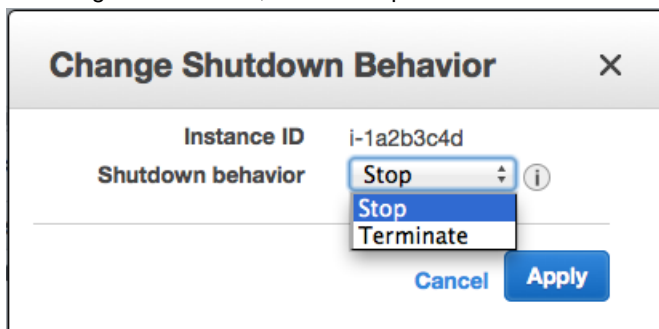 Change Shutdown Behavior ×
Instance ID i-1a2b3c4d
Shutdown behavior Stop i
Stop
Terminate
Cancel Apply